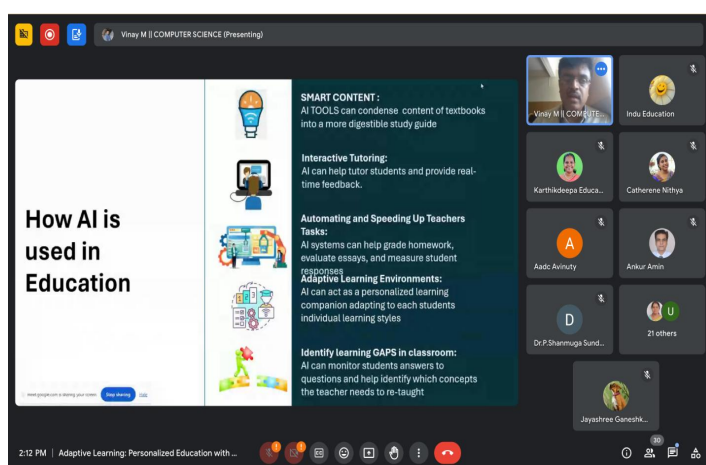 Vinay M || COMPUTER SCIENCE (Presenting)
How AI is
used in
Education
SMART CONTENT :
AI TOOLS can condense content of textbooks
into a more digestible study guide
Interactive Tutoring:
AI can help tutor students and provide real-
time feedback.
Automating and Speeding Up Teachers
Tasks:
AI systems can help grade homework,
evaluate essays, and measure student
responses
Adaptive Learning Environments:
AI can act as a personalized learning
companion adapting to each students
individual learning styles
Identify learning GAPS in classroom:
AI can monitor students answers to
questions and help identify which concepts
the teacher needs to re-taught
meet.google.com is sharing your screen.
Stop sharing
Hide
Vinay M || COMPUTE...
Indu Education
Karthikdeepa Educa...
Catherene Nithya
A
Aadc Avinuty
Ankur Amin
D
Dr.P.Shanmuga Sund...
U
21 others
Jayashree Ganeshk...
2:12 PM | Adaptive Learning: Personalized Education with ...
30